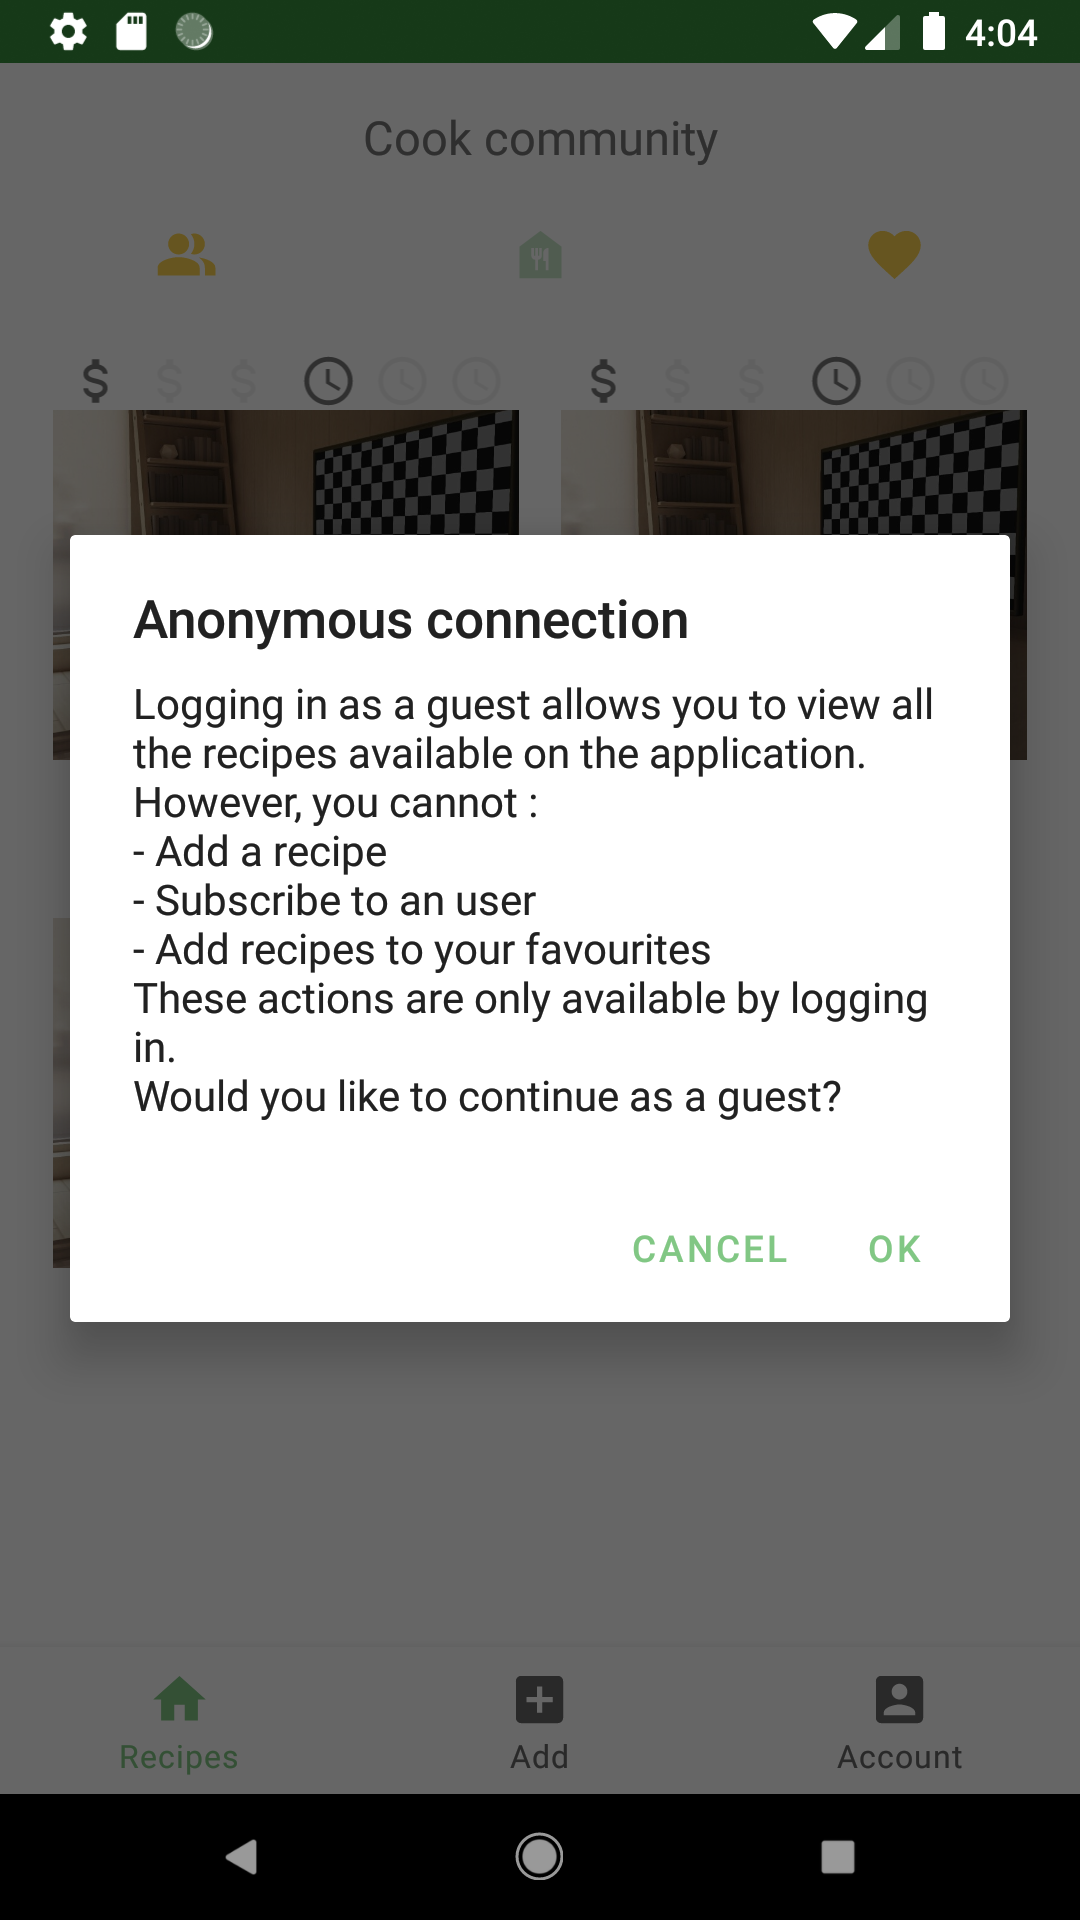 4:04
Cook community
Anonymous connection
Logging in as a guest allows you to view all
the recipes available on the application.
However, you cannot :
- Add a recipe
- Subscribe to an user
- Add recipes to your favourites
These actions are only available by logging
in.
Would you like to continue as a guest?
CANCEL OK
Recipes Add Account